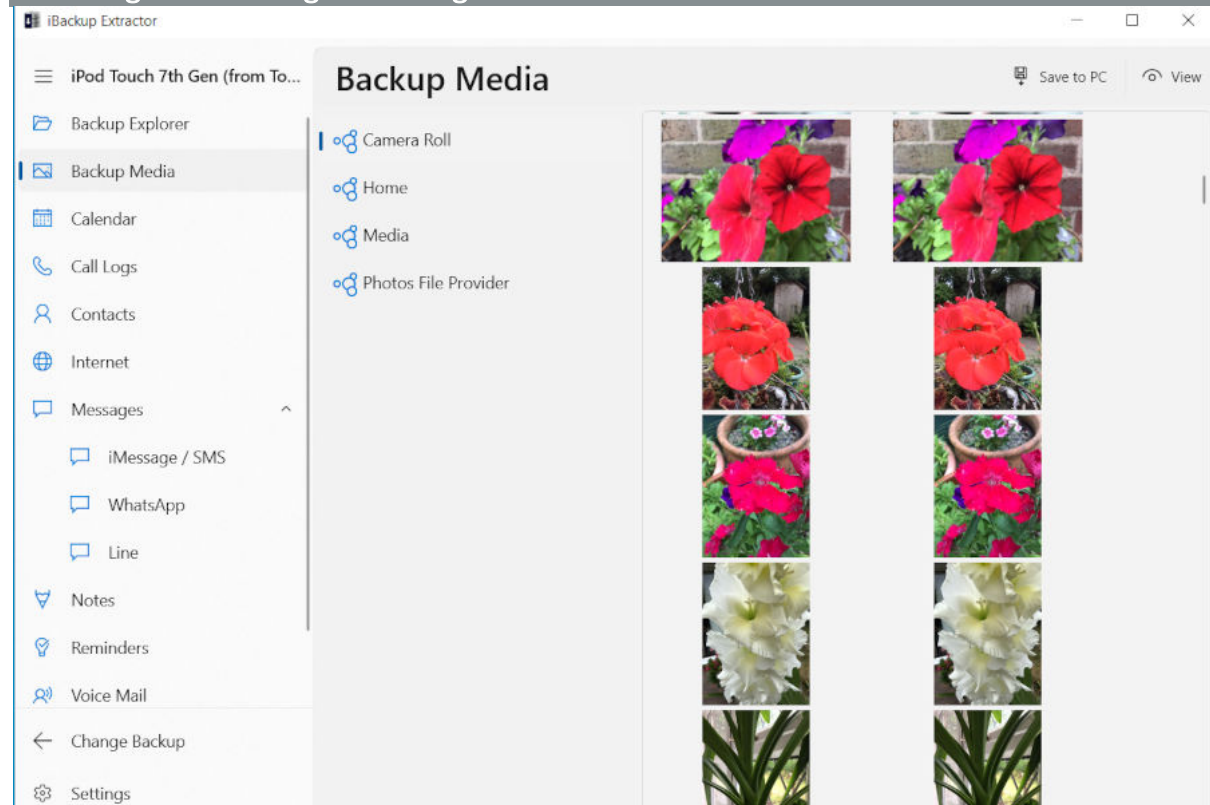 iBackup Extractor
iPod Touch 7th Gen (from To...
Backup Explorer
Backup Media
Calendar
Call Logs
Contacts
Internet
Messages
iMessage / SMS
WhatsApp
Line
Notes
Reminders
Voice Mail
Change Backup
Settings
Backup Media
Save to PC
View
Camera Roll
Home
Media
Photos File Provider